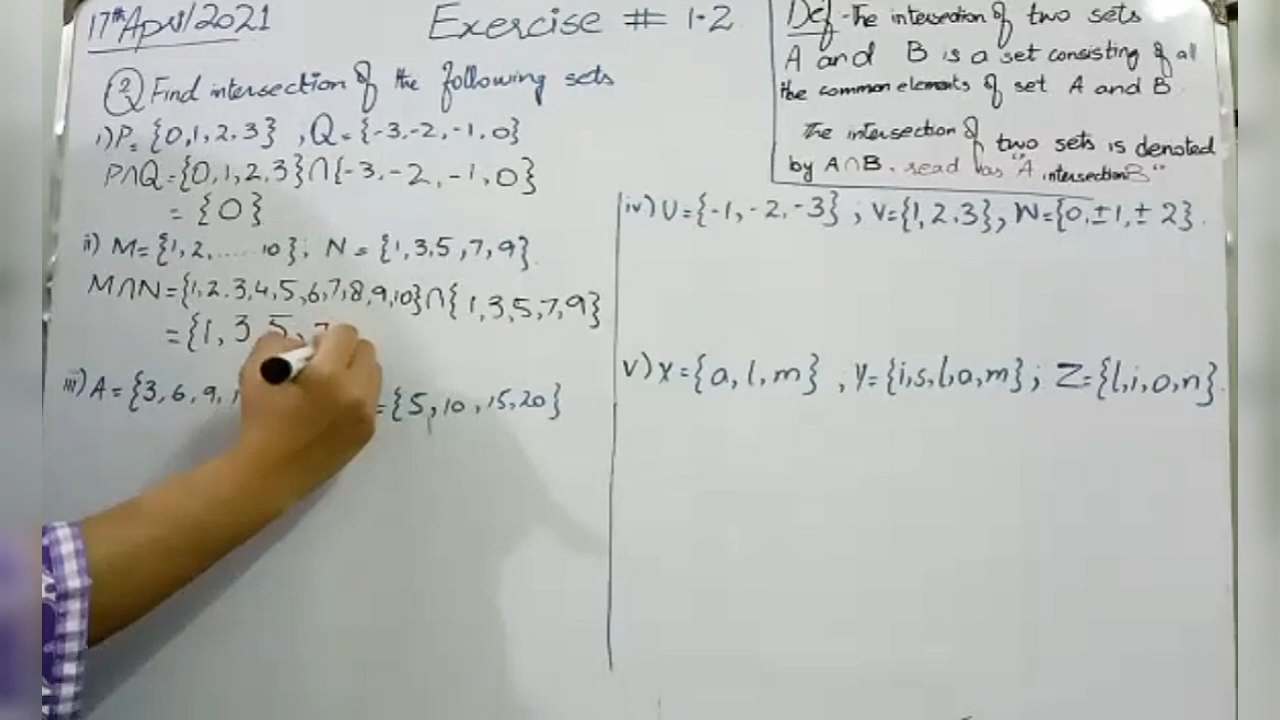 17th April/2021
Exercise # 1.2
Q2 Find intersection of the following sets
i) P= {0,1,2,3} , Q={-3,-2,-1,0}
P∩Q={0,1,2,3}∩{-3,-2,-1,0}
= {0}
ii) M={1,2,.....10}; N = {1,3,5,7,9}.
M∩N={1,2,3,4,5,6,7,8,9,10}∩{1,3,5,7,9}
={1,3,5,7
iii) A={3,6,9,
={5,10,15,20}
Def - The intersection of two sets
A and B is a set consisting of all
the common elements of set A and B.
The intersection of two sets is denoted
by A∩B. read as "A intersection B"
iv) U={-1,-2,-3} ; V={1,2,3}, W={0,±1,±2}.
v) X={a,l,m} , Y={i,s,l,a,m}; Z={l,i,o,n}.